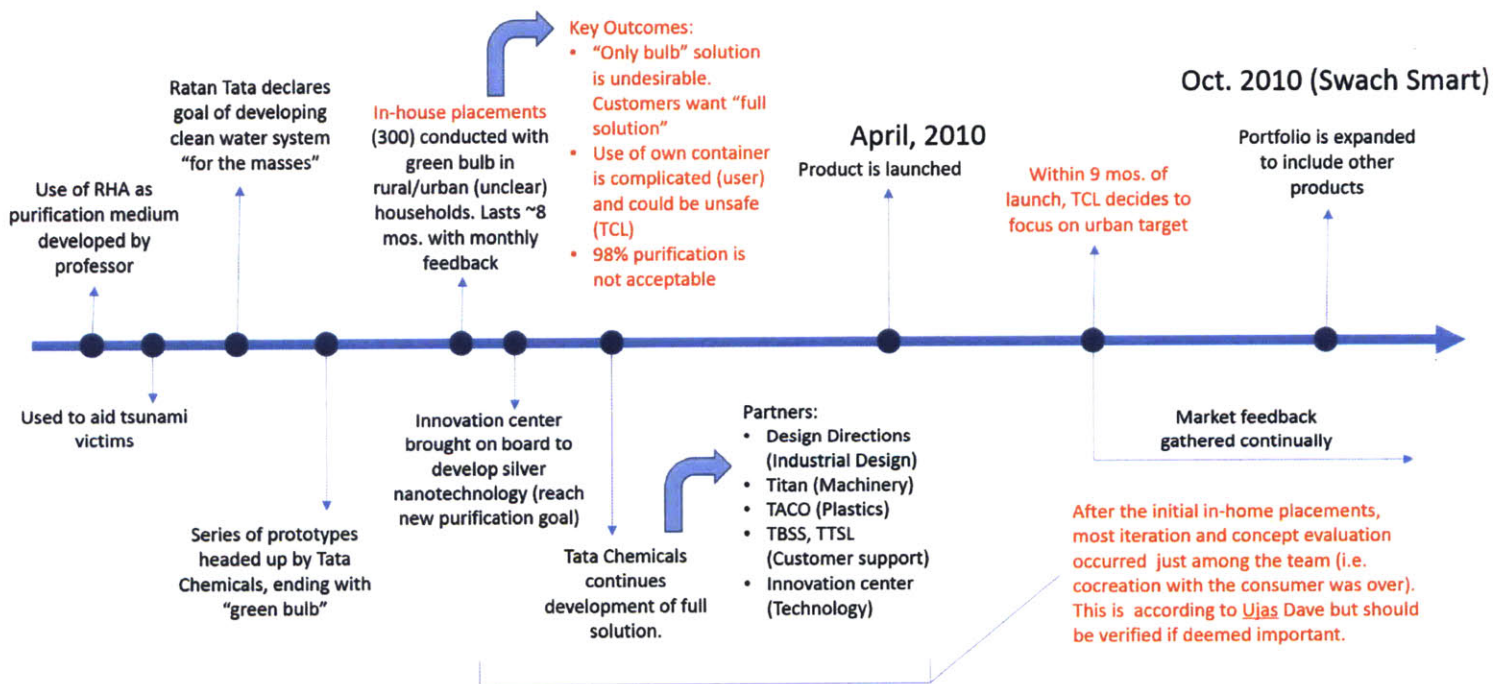 Use of RHA as
purification medium
developed by
professor
Used to aid tsunami
victims
Ratan Tata declares
goal of developing
clean water system
“for the masses”
Series of prototypes
headed up by Tata
Chemicals, ending with
“green bulb”
In-house placements
(300) conducted with
green bulb in
rural/urban (unclear)
households. Lasts ~8
mos. with monthly
feedback
Key Outcomes:
• “Only bulb” solution
is undesirable.
Customers want “full
solution”
• Use of own container
is complicated (user)
and could be unsafe
(TCL)
• 98% purification is
not acceptable
Innovation center
brought on board to
develop silver
nanotechnology (reach
new purification goal)
Tata Chemicals
continues
development of full
solution.
Partners:
• Design Directions
(Industrial Design)
• Titan (Machinery)
• TACO (Plastics)
• TBSS, TTSL
(Customer support)
• Innovation center
(Technology)
April, 2010
Product is launched
Within 9 mos. of
launch, TCL decides to
focus on urban target
Market feedback
gathered continually
Oct. 2010 (Swach Smart)
Portfolio is expanded
to include other
products
After the initial in-home placements,
most iteration and concept evaluation
occurred just among the team (i.e.
cocreation with the consumer was over).
This is according to Ujas Dave but should
be verified if deemed important.